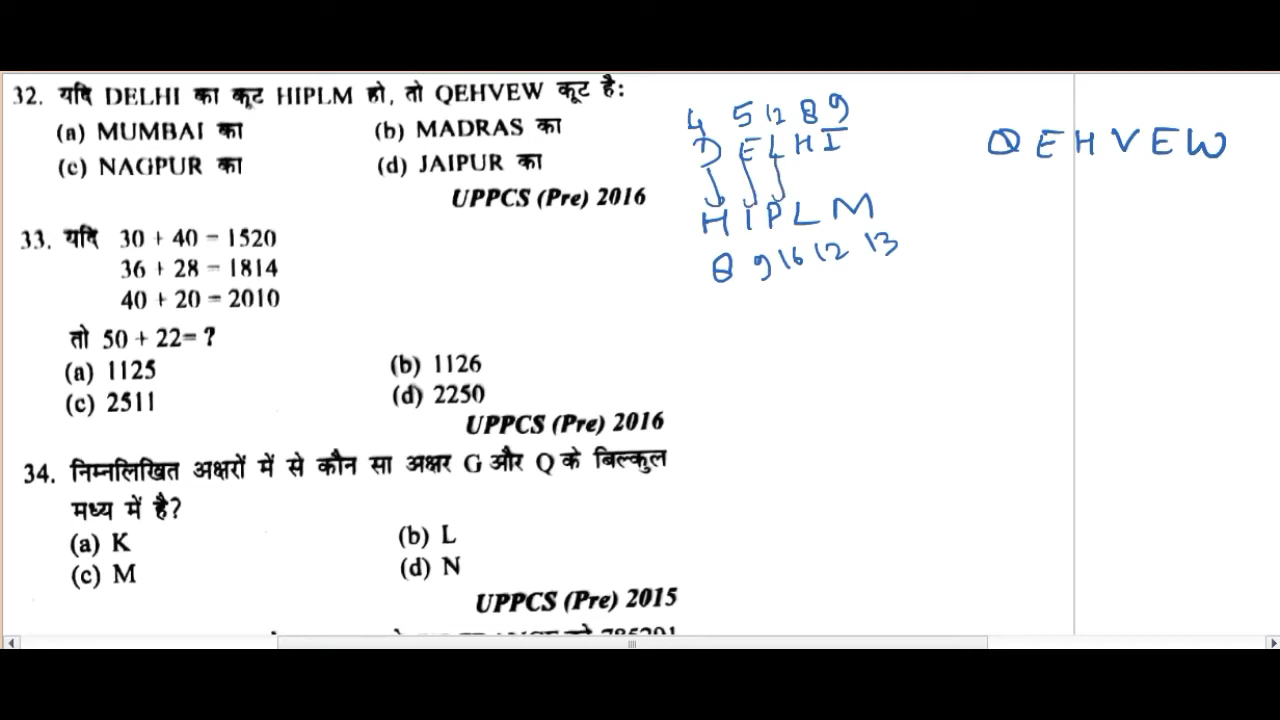 32. यदि DELHI का कूट HIPLM हो, तो QEHVEW कूट है:
(a) MUMBAI का (b) MADRAS का
(c) NAGPUR का (d) JAIPUR का
UPPCS (Pre) 2016
33. यदि 30 + 40 = 1520
36 + 28 = 1814
40 + 20 = 2010
तो 50 + 22 = ?
(a) 1125 (b) 1126
(c) 2511 (d) 2250
UPPCS (Pre) 2016
34. निम्नलिखित अक्षरों में से कौन सा अक्षर G और Q के बिल्कुल
मध्य में है?
(a) K (b) L
(c) M (d) N
UPPCS (Pre) 2015
785291
4 5 12 8 9
D E L H I
H I P L M
8 9 16 12 13
Q E H V E W